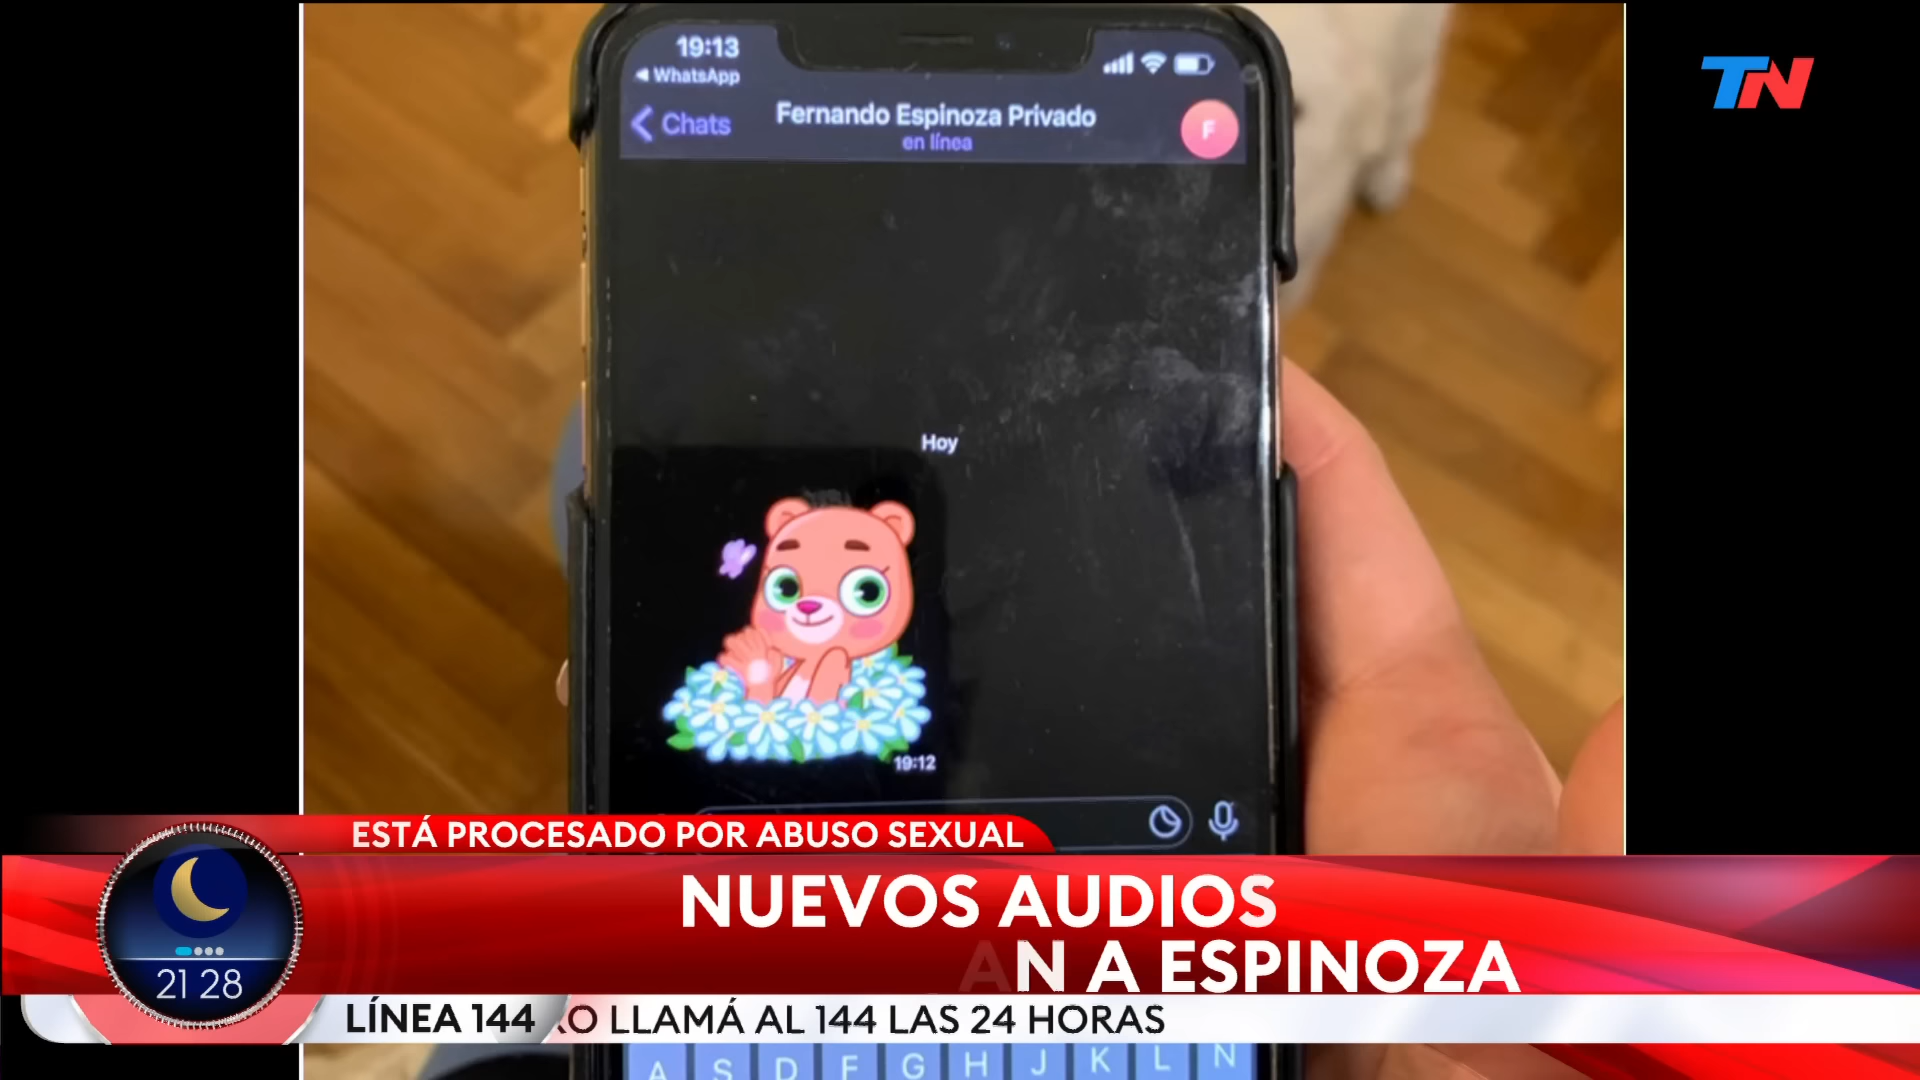 19:13
WhatsApp
TN
Chats
Fernando Espinoza Privado
en línea
F
Hoy
19:12
ESTÁ PROCESADO POR ABUSO SEXUAL
NUEVOS AUDIOS
AN A ESPINOZA
21 28
LÍNEA 144
O LLAMÁ AL 144 LAS 24 HORAS
A S D F G H J K L N